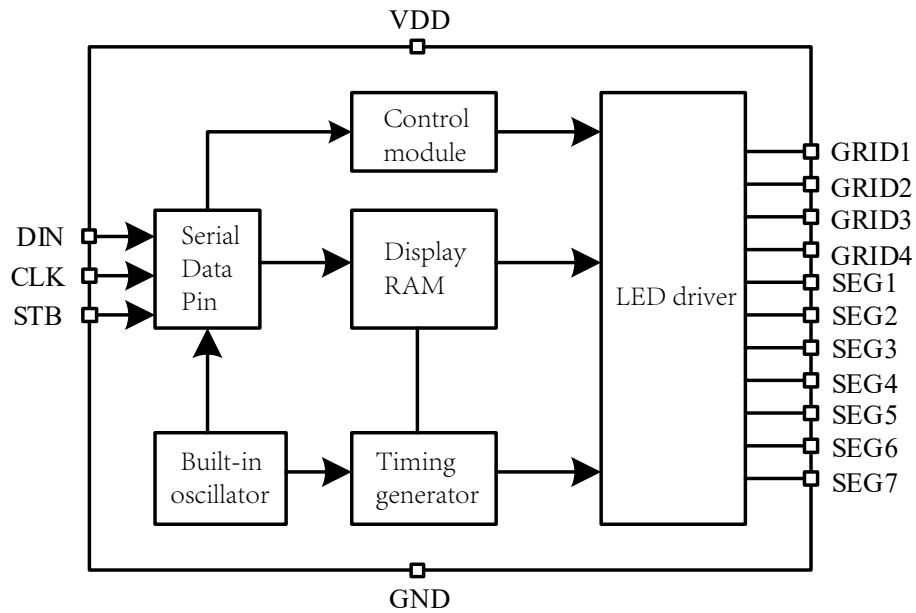 VDD
Control
module
GRID1
GRID2
GRID3
GRID4
DIN
CLK
STB
Serial
Data
Pin
Display
RAM
LED driver
SEG1
SEG2
SEG3
SEG4
SEG5
SEG6
SEG7
Built-in
oscillator
Timing
generator
GND